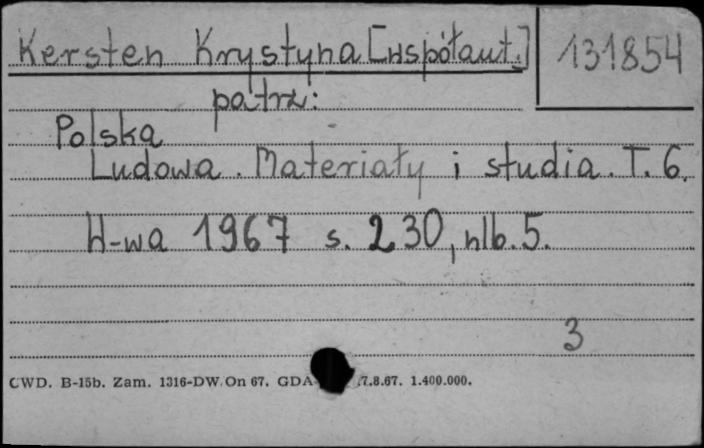 Kersten Krystyna [współaut.] 131854
patrz:
Polska
Ludowa. Materiały i studia. T. 6.
W-wa 1967 s. 230, nlb. 5.
3
CWD. B-15b. Zam. 1316-DW. On 67. GDA- 7.8.67. 1.400.000.